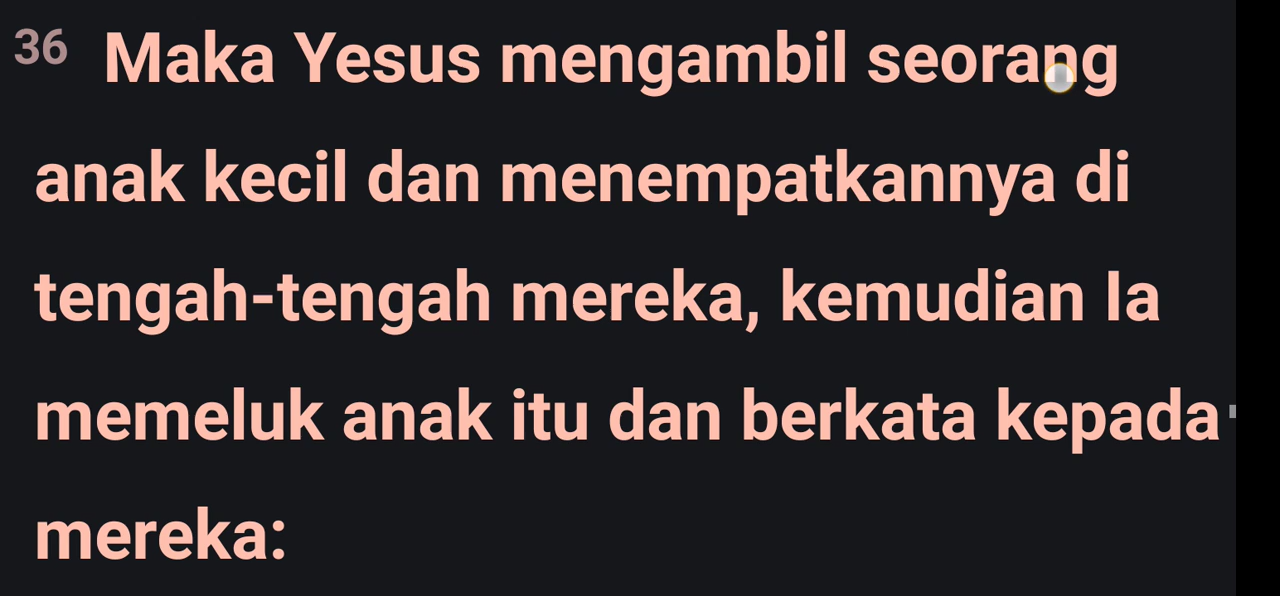 36 Maka Yesus mengambil seorang
anak kecil dan menempatkannya di
tengah-tengah mereka, kemudian Ia
memeluk anak itu dan berkata kepada
mereka: